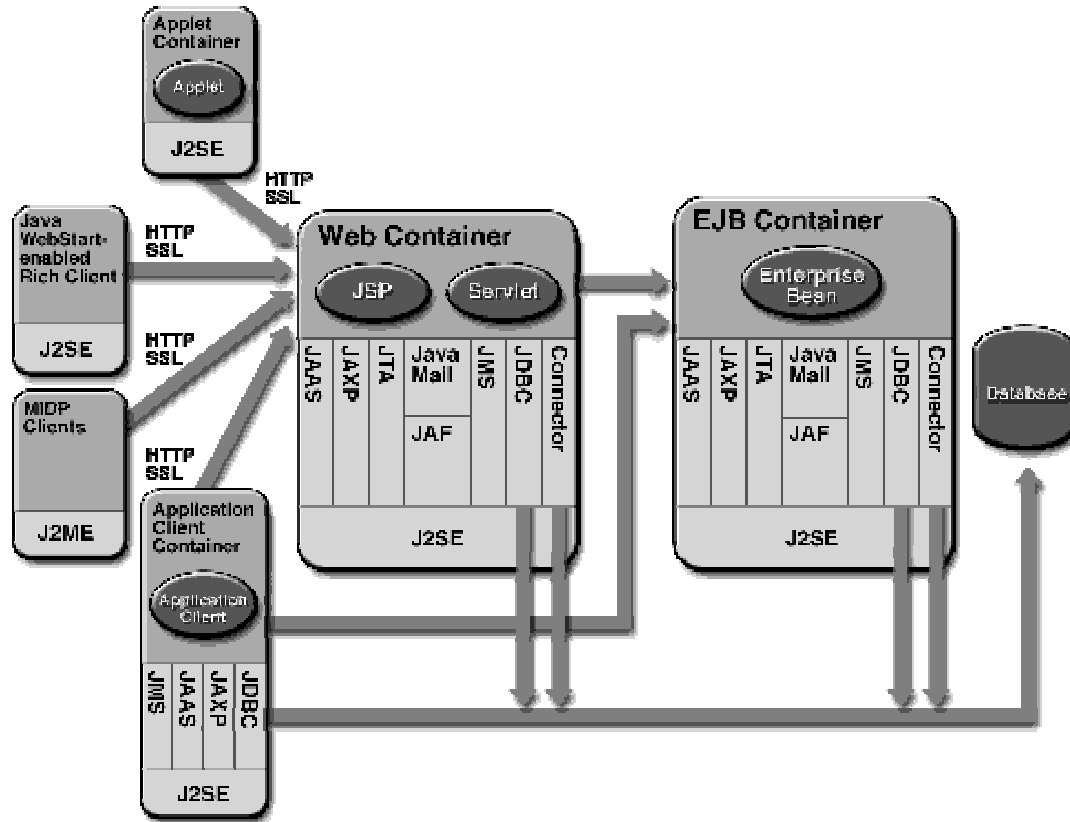 Applet
Container
Applet
J2SE
HTTP
SSL
Java
WebStart-
enabled
Rich Client
J2SE
HTTP
SSL
MIDP
Clients
J2ME
HTTP
SSL
HTTP
SSL
Application
Client
Container
Application
Client
JMS
JAAS
JAXP
JDBC
J2SE
Web Container
JSP
Servlet
JAAS
JAXP
JTA
Java
Mail
JAF
JMS
JDBC
Connector
J2SE
EJB Container
Enterprise
Bean
JAAS
JAXP
JTA
Java
Mail
JAF
JMS
JDBC
Connector
J2SE
Database